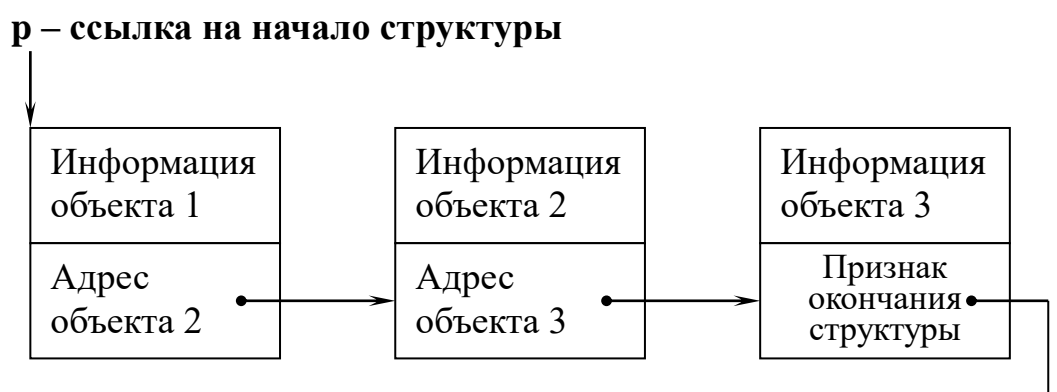 p – ссылка на начало структуры
Информация
объекта 1
Информация
объекта 2
Информация
объекта 3
Адрес
объекта 2
Адрес
объекта 3
Признак
окончания
структуры